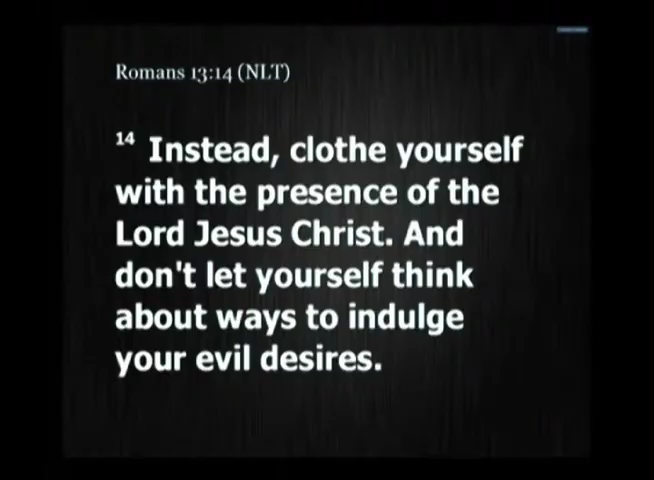 Romans 13:14 (NLT)
14 Instead, clothe yourself
with the presence of the
Lord Jesus Christ. And
don't let yourself think
about ways to indulge
your evil desires.